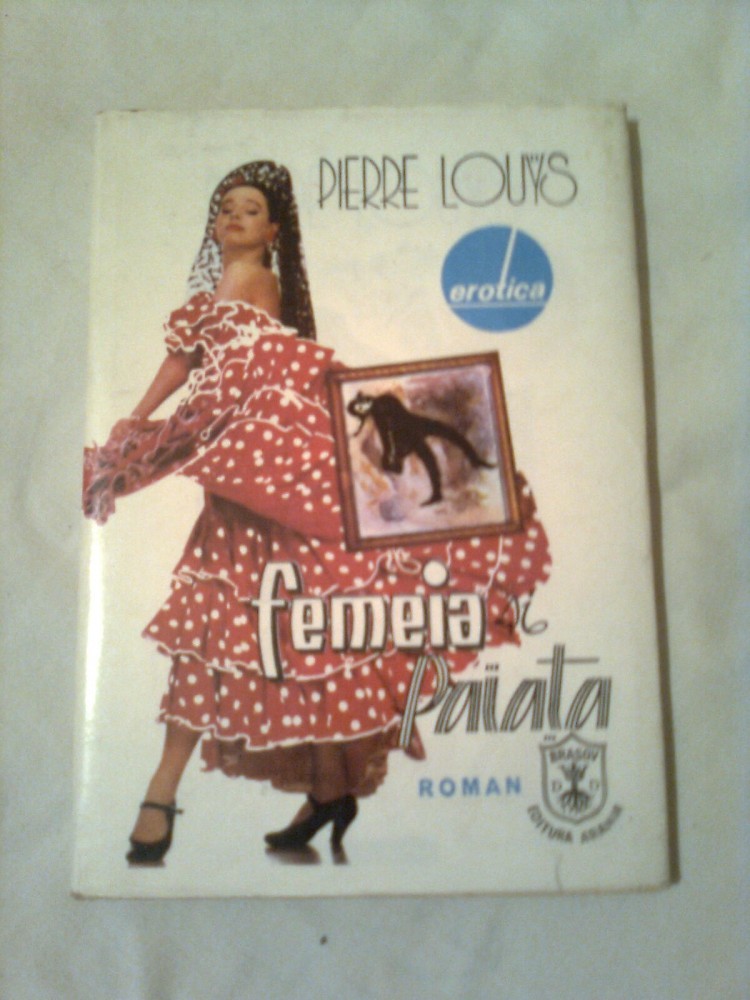 PIERRE LOUŸS
erotica
femeia și
Paiața
ROMAN
BRAȘOV
D D
EDITURA ARANIA